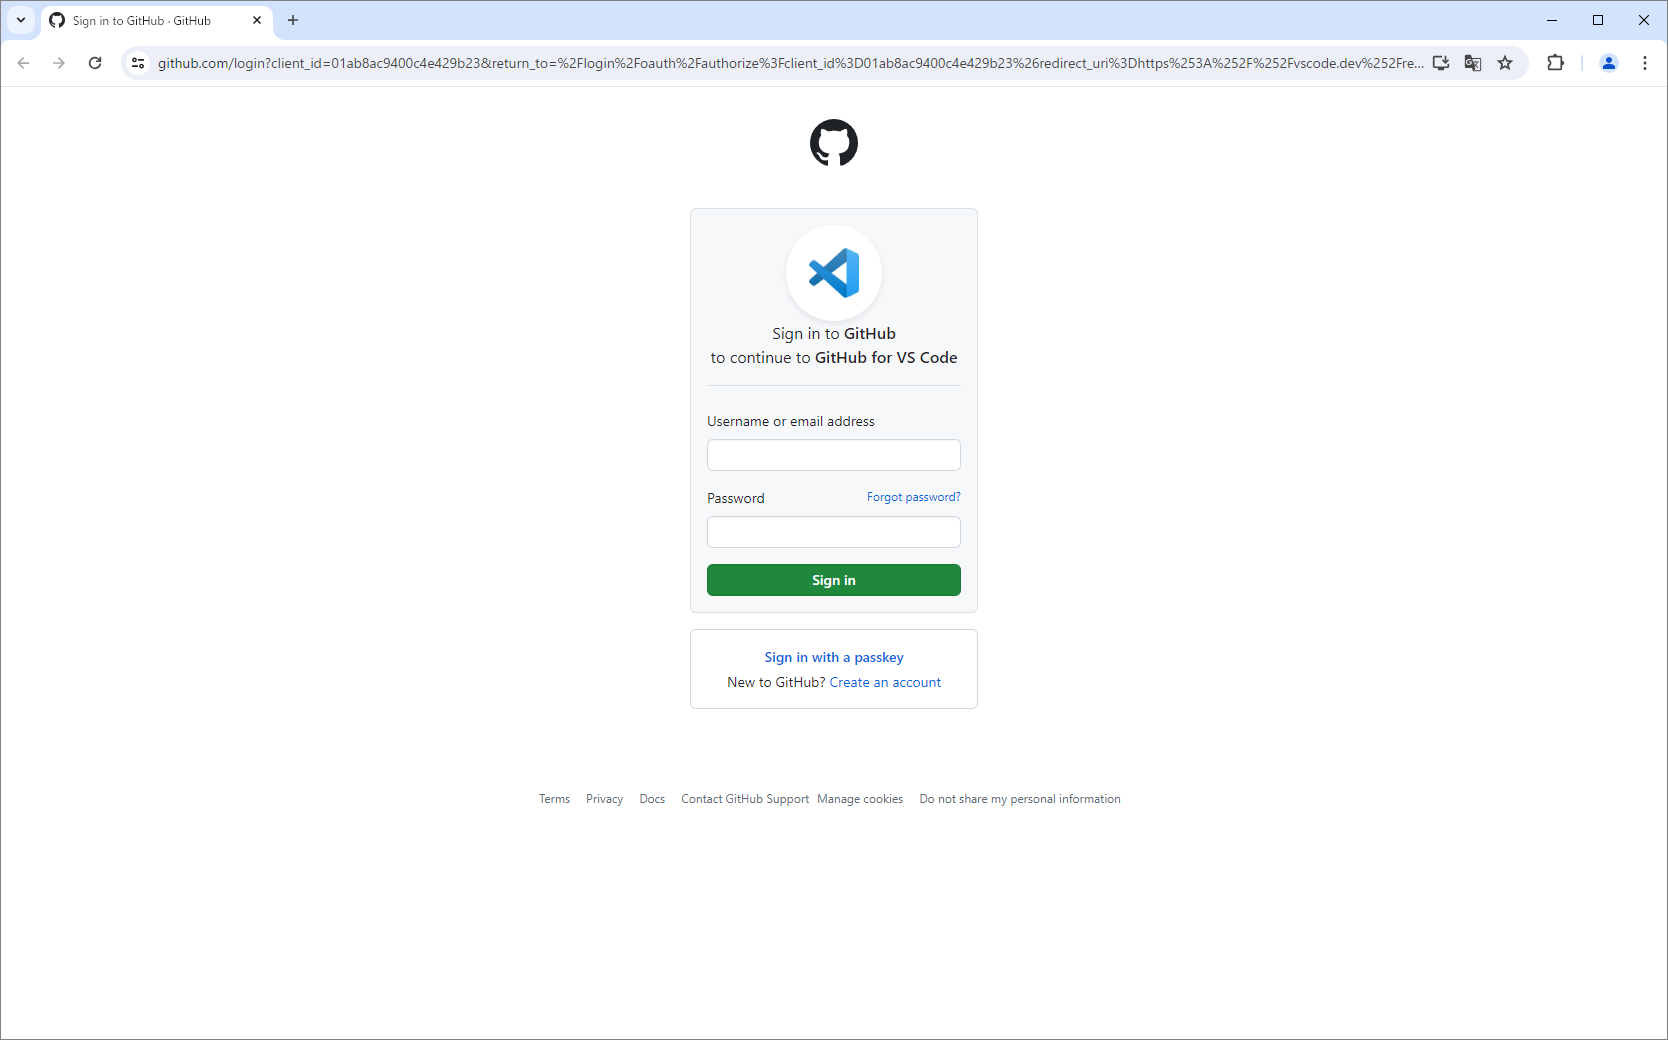 Sign in to GitHub · GitHub
github.com/login?client_id=01ab8ac9400c4e429b23&return_to=%2Flogin%2Foauth%2Fauthorize%3Fclient_id%3D01ab8ac9400c4e429b23%26redirect_uri%3Dhttps%253A%252F%252Fvscode.dev%252Fre...
Sign in to GitHub
to continue to GitHub for VS Code
Username or email address
Password Forgot password?
Sign in
Sign in with a passkey
New to GitHub? Create an account
Terms Privacy Docs Contact GitHub Support Manage cookies Do not share my personal information